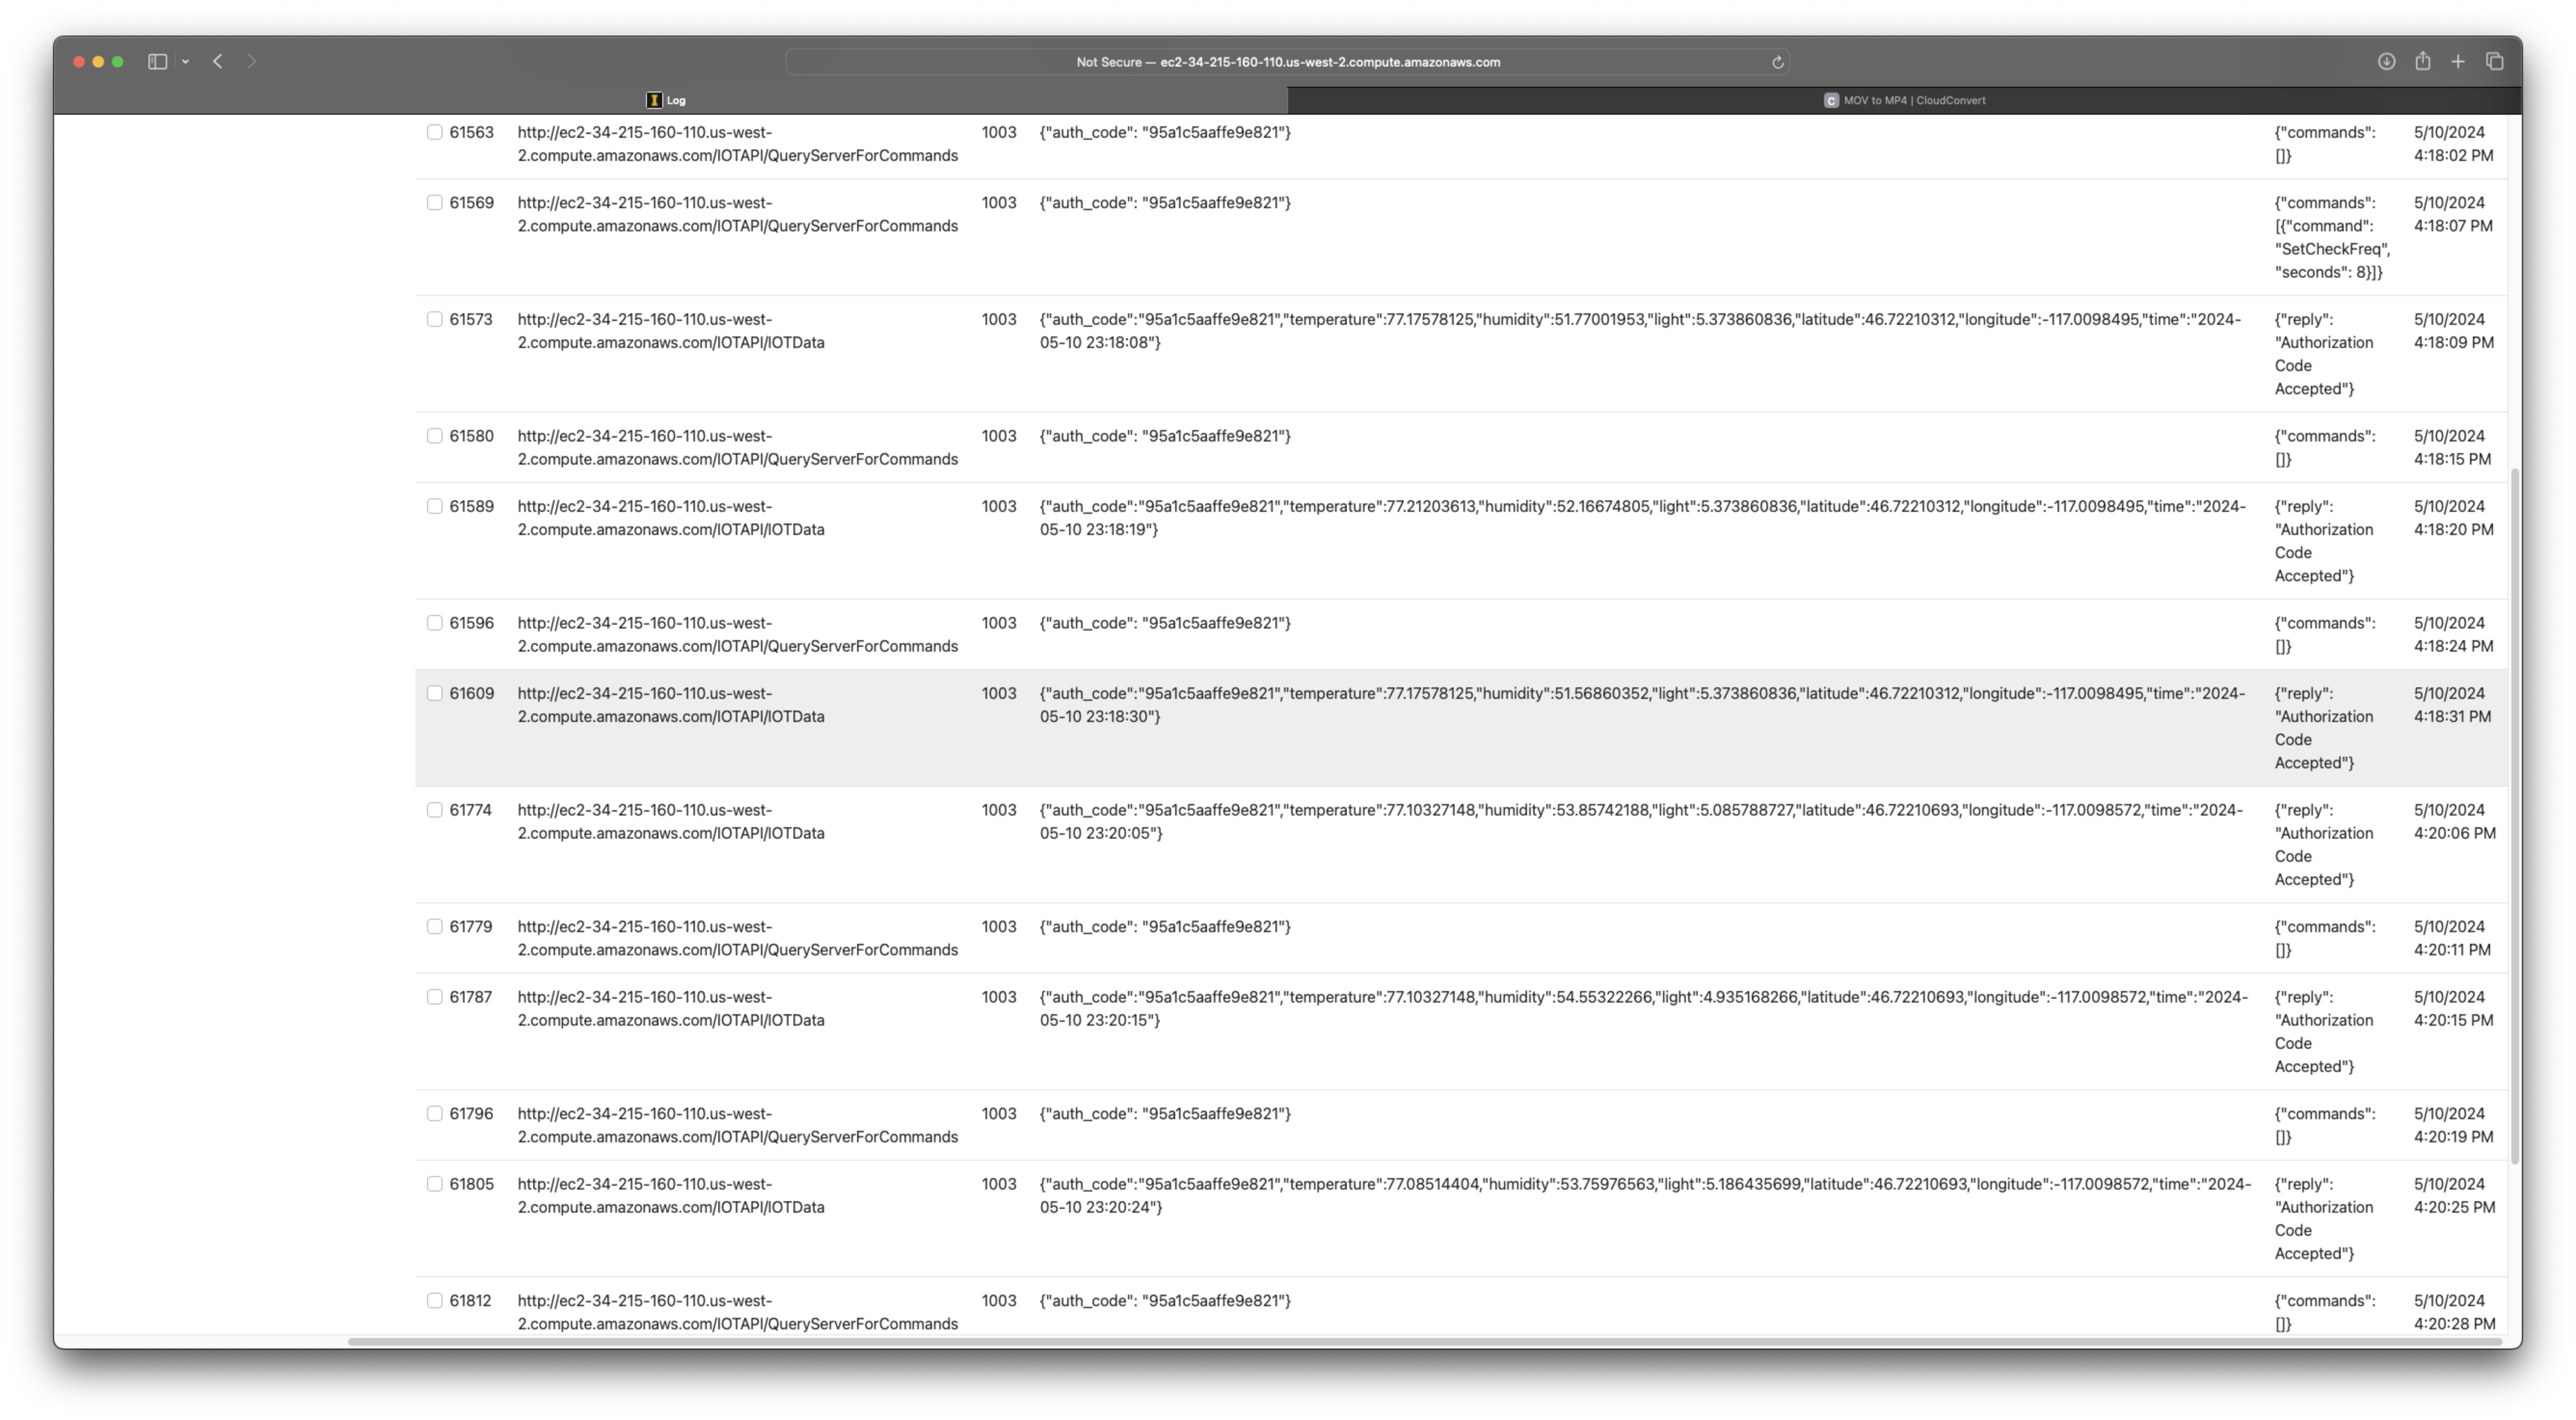 Not Secure — ec2-34-215-160-110.us-west-2.compute.amazonaws.com
Log
C MOV to MP4 | CloudConvert
61563 http://ec2-34-215-160-110.us-west- 1003 {"auth_code": "95a1c5aaffe9e821"} {"commands": 5/10/2024
2.compute.amazonaws.com/IOTAPI/QueryServerForCommands []} 4:18:02 PM
61569 http://ec2-34-215-160-110.us-west- 1003 {"auth_code": "95a1c5aaffe9e821"} {"commands": 5/10/2024
2.compute.amazonaws.com/IOTAPI/QueryServerForCommands [{"command": 4:18:07 PM
"SetCheckFreq",
"seconds": 8}]}
61573 http://ec2-34-215-160-110.us-west- 1003 {"auth_code":"95a1c5aaffe9e821","temperature":77.17578125,"humidity":51.77001953,"light":5.373860836,"latitude":46.72210312,"longitude":-117.0098495,"time":"2024- {"reply": 5/10/2024
2.compute.amazonaws.com/IOTAPI/IOTData 05-10 23:18:08"} "Authorization 4:18:09 PM
Code
Accepted"}
61580 http://ec2-34-215-160-110.us-west- 1003 {"auth_code": "95a1c5aaffe9e821"} {"commands": 5/10/2024
2.compute.amazonaws.com/IOTAPI/QueryServerForCommands []} 4:18:15 PM
61589 http://ec2-34-215-160-110.us-west- 1003 {"auth_code":"95a1c5aaffe9e821","temperature":77.21203613,"humidity":52.16674805,"light":5.373860836,"latitude":46.72210312,"longitude":-117.0098495,"time":"2024- {"reply": 5/10/2024
2.compute.amazonaws.com/IOTAPI/IOTData 05-10 23:18:19"} "Authorization 4:18:20 PM
Code
Accepted"}
61596 http://ec2-34-215-160-110.us-west- 1003 {"auth_code": "95a1c5aaffe9e821"} {"commands": 5/10/2024
2.compute.amazonaws.com/IOTAPI/QueryServerForCommands []} 4:18:24 PM
61609 http://ec2-34-215-160-110.us-west- 1003 {"auth_code":"95a1c5aaffe9e821","temperature":77.17578125,"humidity":51.56860352,"light":5.373860836,"latitude":46.72210312,"longitude":-117.0098495,"time":"2024- {"reply": 5/10/2024
2.compute.amazonaws.com/IOTAPI/IOTData 05-10 23:18:30"} "Authorization 4:18:31 PM
Code
Accepted"}
61774 http://ec2-34-215-160-110.us-west- 1003 {"auth_code":"95a1c5aaffe9e821","temperature":77.10327148,"humidity":53.85742188,"light":5.085788727,"latitude":46.72210693,"longitude":-117.0098572,"time":"2024- {"reply": 5/10/2024
2.compute.amazonaws.com/IOTAPI/IOTData 05-10 23:20:05"} "Authorization 4:20:06 PM
Code
Accepted"}
61779 http://ec2-34-215-160-110.us-west- 1003 {"auth_code": "95a1c5aaffe9e821"} {"commands": 5/10/2024
2.compute.amazonaws.com/IOTAPI/QueryServerForCommands []} 4:20:11 PM
61787 http://ec2-34-215-160-110.us-west- 1003 {"auth_code":"95a1c5aaffe9e821","temperature":77.10327148,"humidity":54.55322266,"light":4.935168266,"latitude":46.72210693,"longitude":-117.0098572,"time":"2024- {"reply": 5/10/2024
2.compute.amazonaws.com/IOTAPI/IOTData 05-10 23:20:15"} "Authorization 4:20:15 PM
Code
Accepted"}
61796 http://ec2-34-215-160-110.us-west- 1003 {"auth_code": "95a1c5aaffe9e821"} {"commands": 5/10/2024
2.compute.amazonaws.com/IOTAPI/QueryServerForCommands []} 4:20:19 PM
61805 http://ec2-34-215-160-110.us-west- 1003 {"auth_code":"95a1c5aaffe9e821","temperature":77.08514404,"humidity":53.75976563,"light":5.186435699,"latitude":46.72210693,"longitude":-117.0098572,"time":"2024- {"reply": 5/10/2024
2.compute.amazonaws.com/IOTAPI/IOTData 05-10 23:20:24"} "Authorization 4:20:25 PM
Code
Accepted"}
61812 http://ec2-34-215-160-110.us-west- 1003 {"auth_code": "95a1c5aaffe9e821"} {"commands": 5/10/2024
2.compute.amazonaws.com/IOTAPI/QueryServerForCommands []} 4:20:28 PM